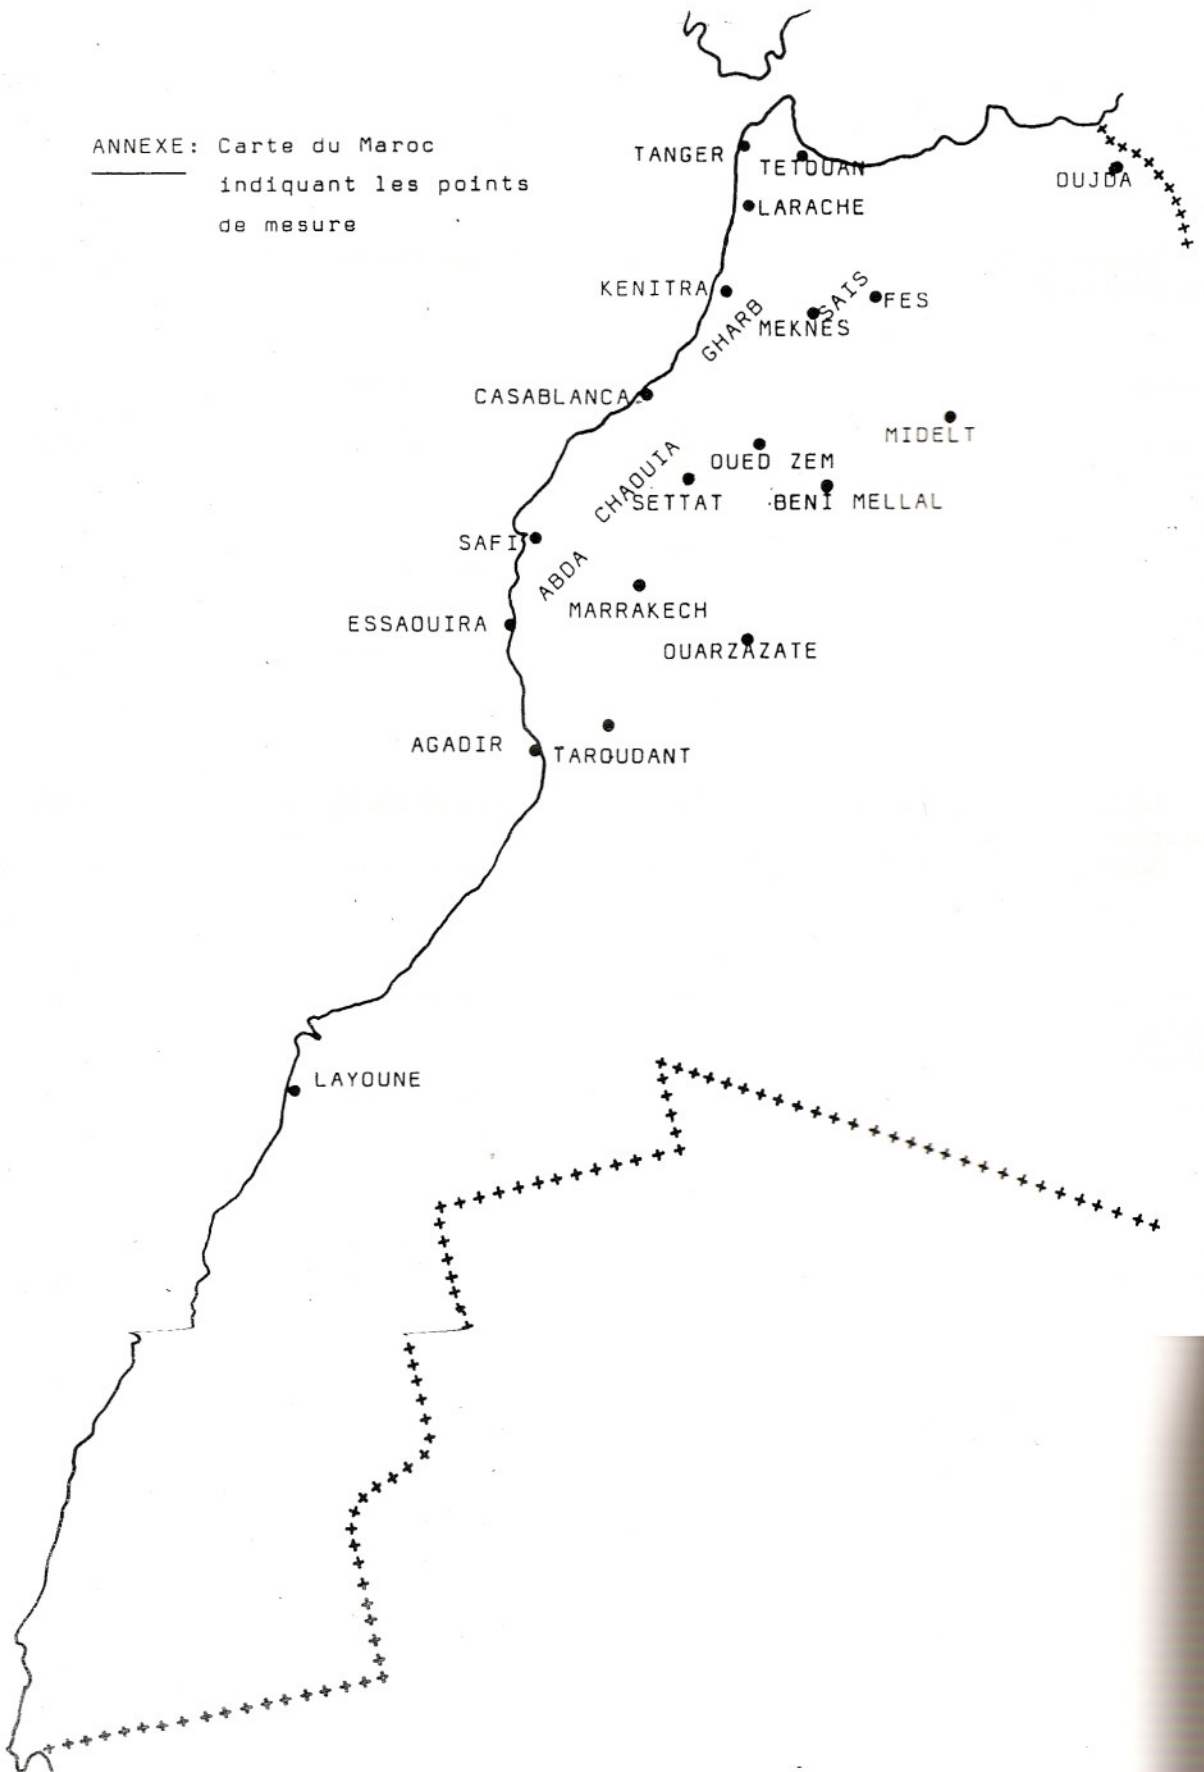 ANNEXE: Carte du Maroc
indiquant les points
de mesure
TANGER
TETOUAN
OUJDA
LARACHE
KENITRA
GHARB
SAIS
FES
MEKNES
CASABLANCA
MIDELT
CHAOUIA
OUED ZEM
SETTAT
BENI MELLAL
SAFI
ABDA
MARRAKECH
ESSAOUIRA
OUARZAZATE
AGADIR
TAROUDANT
LAYOUNE